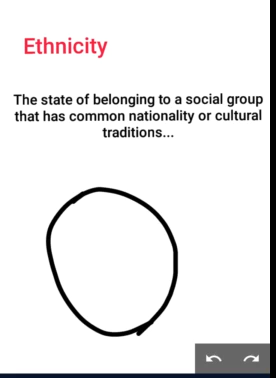 Ethnicity
The state of belonging to a social group
that has common nationality or cultural
traditions...